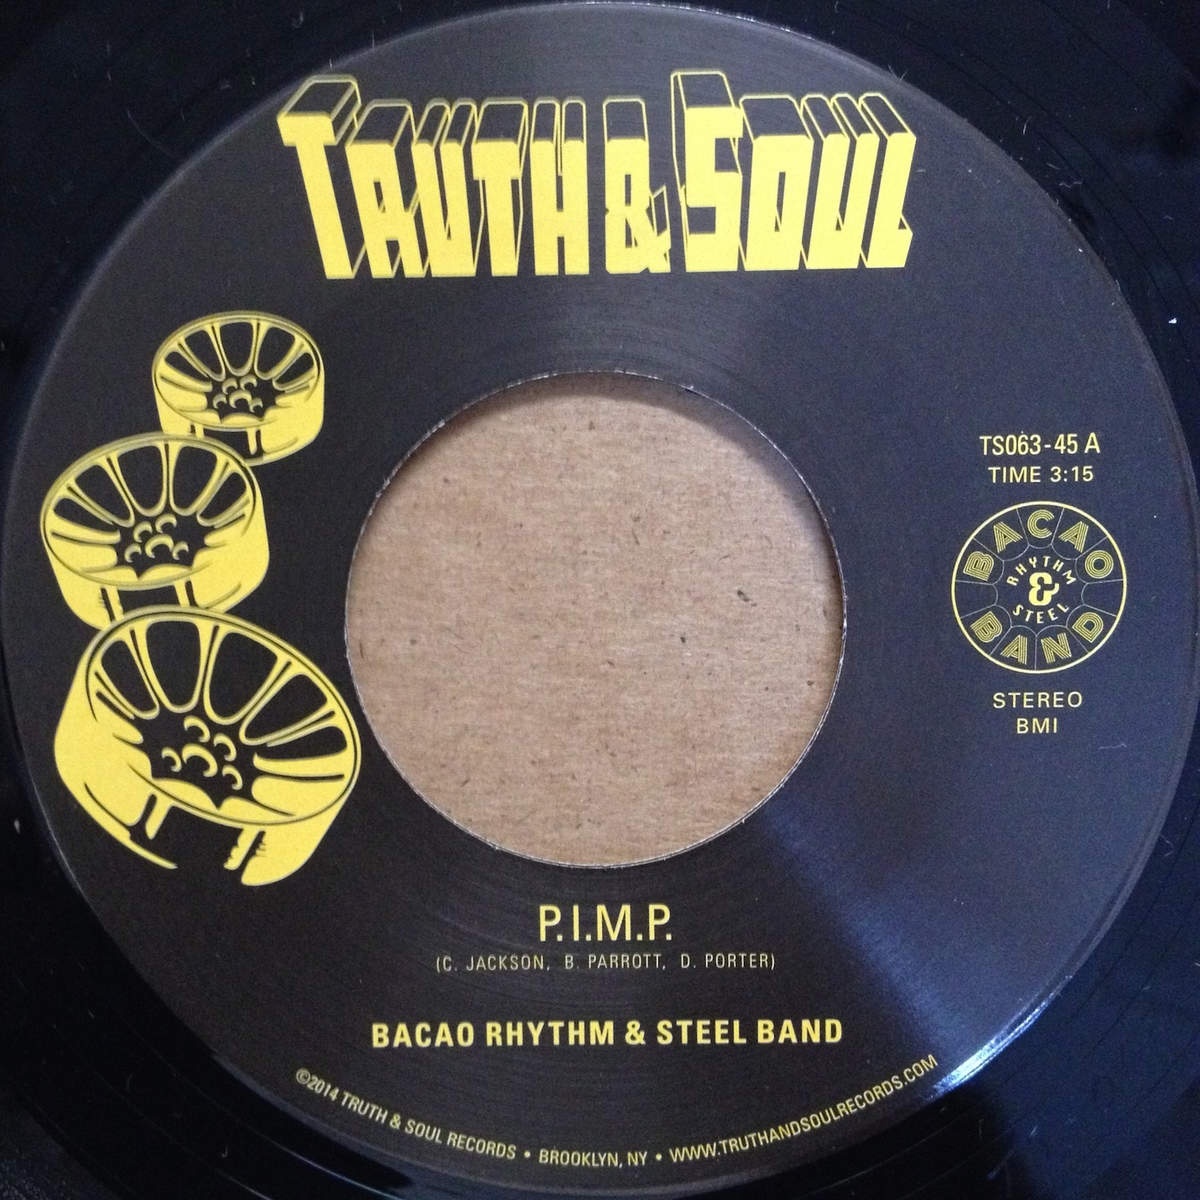 TRUTH & SOUL
TS063-45 A
TIME 3:15
BACAO
RHYTHM
&
STEEL
BAND
STEREO
BMI
P.I.M.P.
(C. JACKSON, B. PARROTT, D. PORTER)
BACAO RHYTHM & STEEL BAND
©2014 TRUTH & SOUL RECORDS • BROOKLYN, NY • WWW.TRUTHANDSOULRECORDS.COM